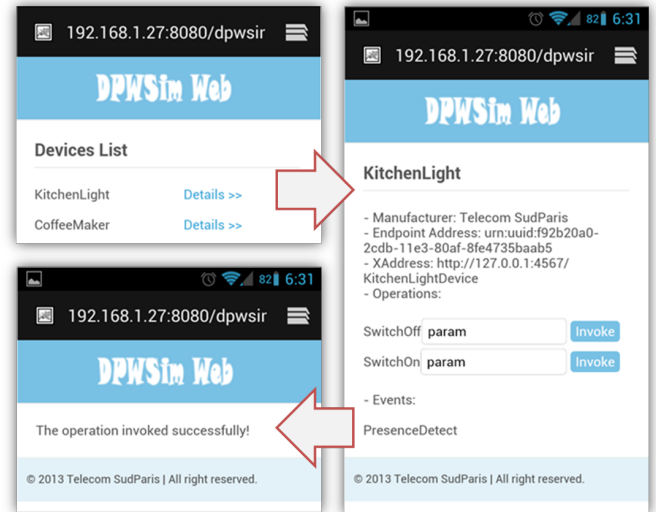 192.168.1.27:8080/dpwsir
DPWSim Web
Devices List
KitchenLight Details >>
CoffeeMaker Details >>
82 6:31
192.168.1.27:8080/dpwsir
DPWSim Web
KitchenLight
- Manufacturer: Telecom SudParis
- Endpoint Address: urn:uuid:f92b20a0-
2cdb-11e3-80af-8fe4735baab5
- XAddress: http://127.0.0.1:4567/
KitchenLightDevice
- Operations:
SwitchOff param Invoke
SwitchOn param Invoke
- Events:
PresenceDetect
© 2013 Telecom SudParis | All right reserved.
82 6:31
192.168.1.27:8080/dpwsir
DPWSim Web
The operation invoked successfully!
© 2013 Telecom SudParis | All right reserved.